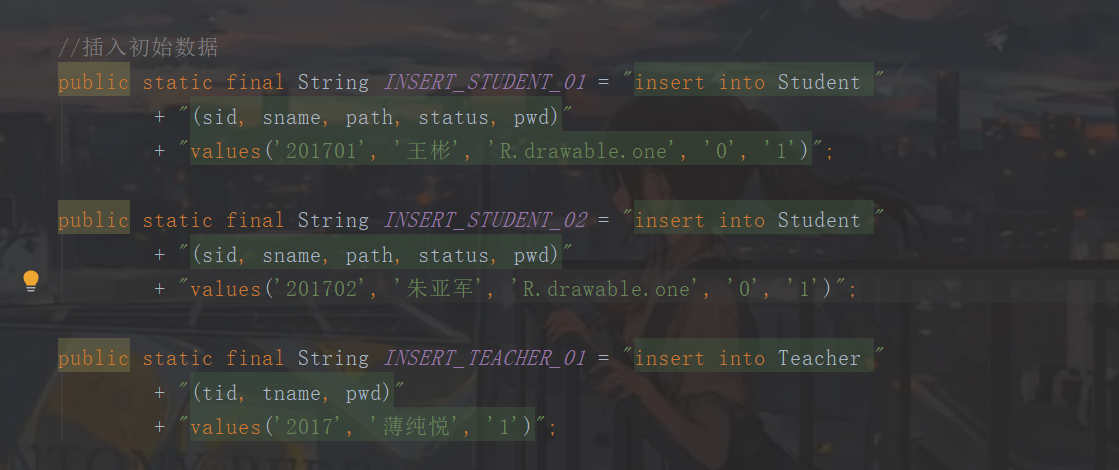 //插入初始数据
public static final String INSERT_STUDENT_01 = "insert into Student "
+ "(sid, sname, path, status, pwd)"
+ "values('201701', '王彬', 'R.drawable.one', '0', '1')";
public static final String INSERT_STUDENT_02 = "insert into Student "
+ "(sid, sname, path, status, pwd)"
+ "values('201702', '朱亚军', 'R.drawable.one', '0', '1')";
public static final String INSERT_TEACHER_01 = "insert into Teacher "
+ "(tid, tname, pwd)"
+ "values('2017', '薄纯悦', '1')";